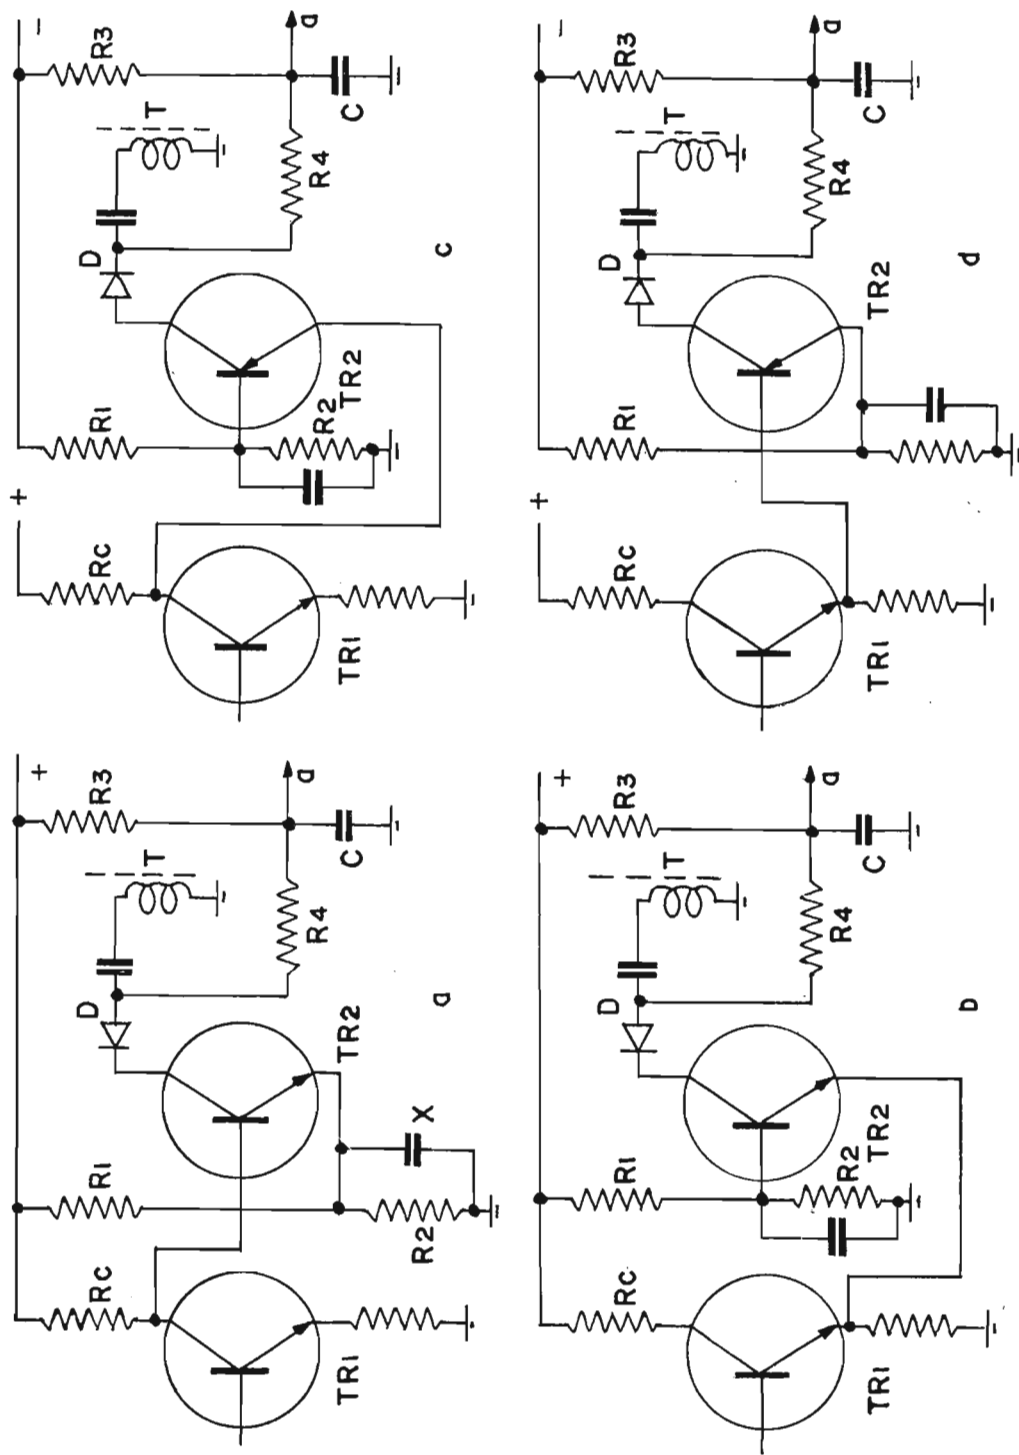 +
RC
R1
D
T
R3
a
R4
C
TR2
TR1
X
R2
a
+
−
RC
R1
D
T
R3
a
R4
C
R2
TR2
TR1
c
+
RC
R1
D
T
R3
a
R4
C
R2
TR2
TR1
b
+
−
RC
R1
D
T
R3
a
R4
C
TR2
TR1
d